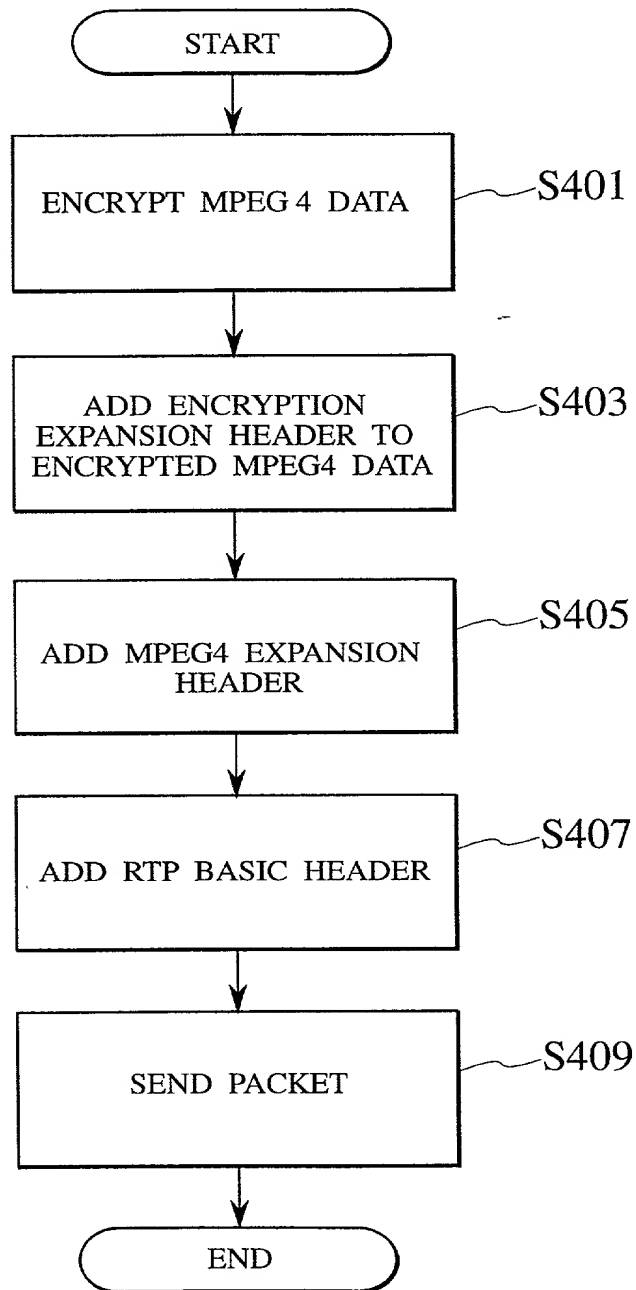 START
ENCRYPT MPEG 4 DATA
S401
ADD ENCRYPTION
EXPANSION HEADER TO
ENCRYPTED MPEG4 DATA
S403
ADD MPEG4 EXPANSION
HEADER
S405
ADD RTP BASIC HEADER
S407
SEND PACKET
S409
END